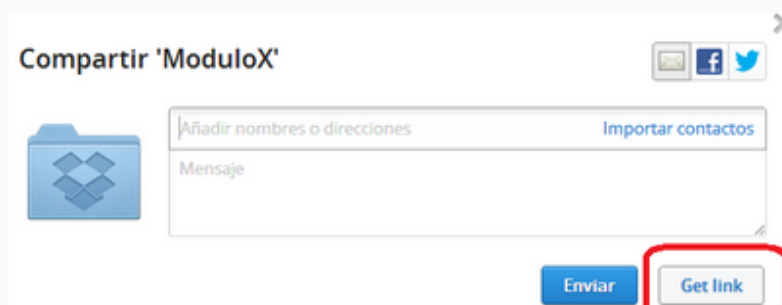 Compartir 'ModuloX'
Añadir nombres o direcciones Importar contactos
Mensaje
Enviar Get link